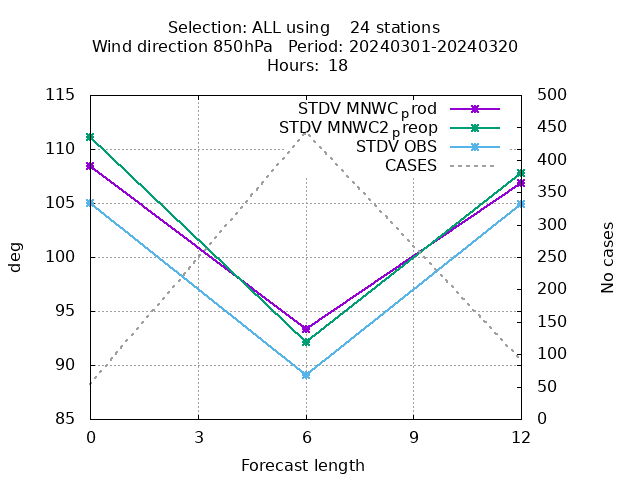 Selection: ALL using    24 stations
Wind direction 850hPa   Period: 20240301-20240320
Hours:  18
STDV MNWC_prod
STDV MNWC2_preop
STDV OBS
CASES
115
110
105
100
95
90
85
deg
500
450
400
350
300
250
200
150
100
50
0
No cases
0 3 6 9 12
Forecast length